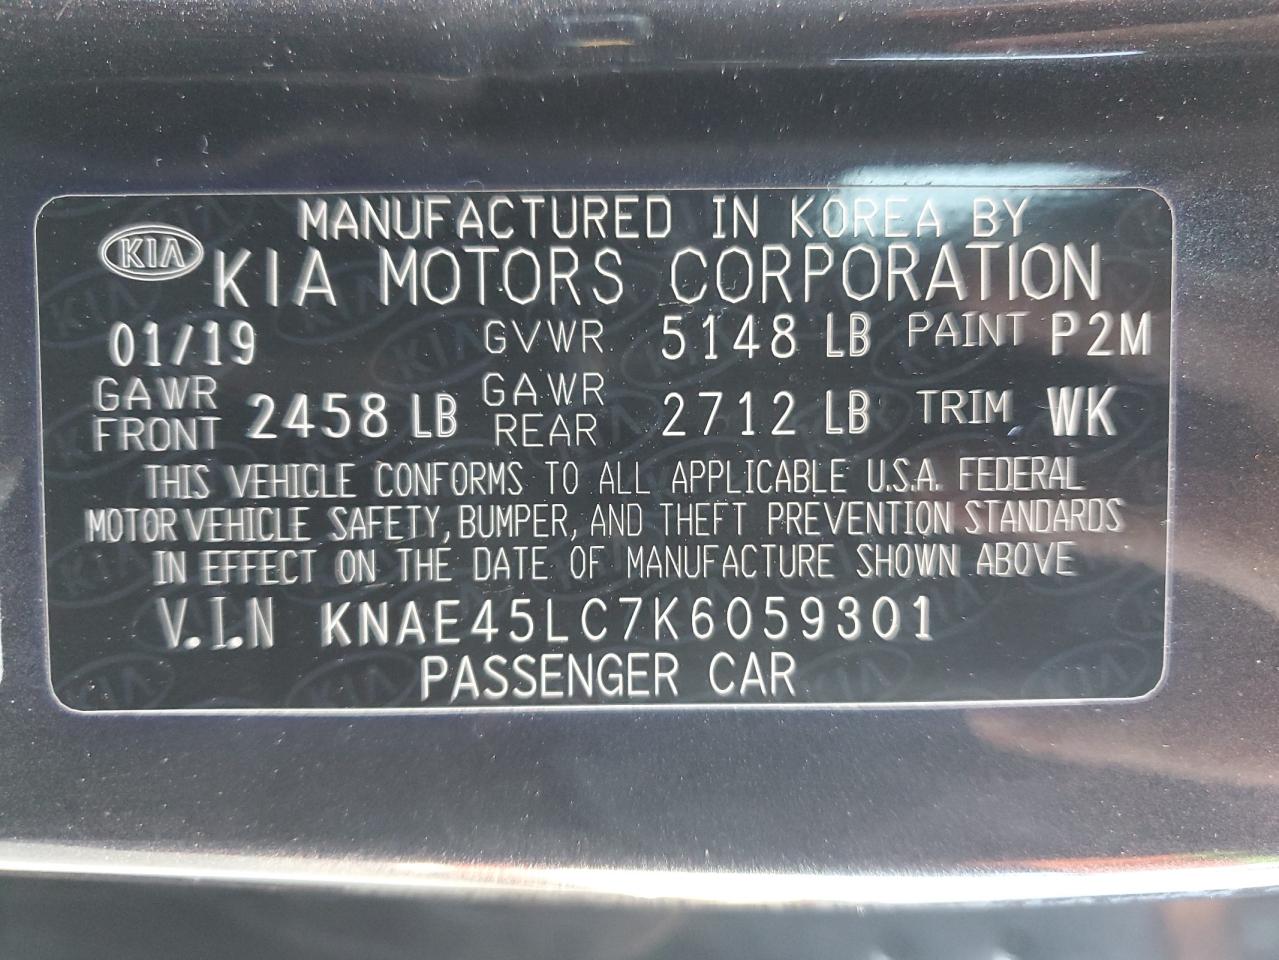 MANUFACTURED IN KOREA BY
KIA KIA MOTORS CORPORATION
01/19 GVWR 5148 LB PAINT P2M
GAWR FRONT 2458 LB GAWR REAR 2712 LB TRIM WK
THIS VEHICLE CONFORMS TO ALL APPLICABLE U.S.A. FEDERAL
MOTOR VEHICLE SAFETY, BUMPER, AND THEFT PREVENTION STANDARDS
IN EFFECT ON THE DATE OF MANUFACTURE SHOWN ABOVE
V.I.N KNAE45LC7K6059301
PASSENGER CAR